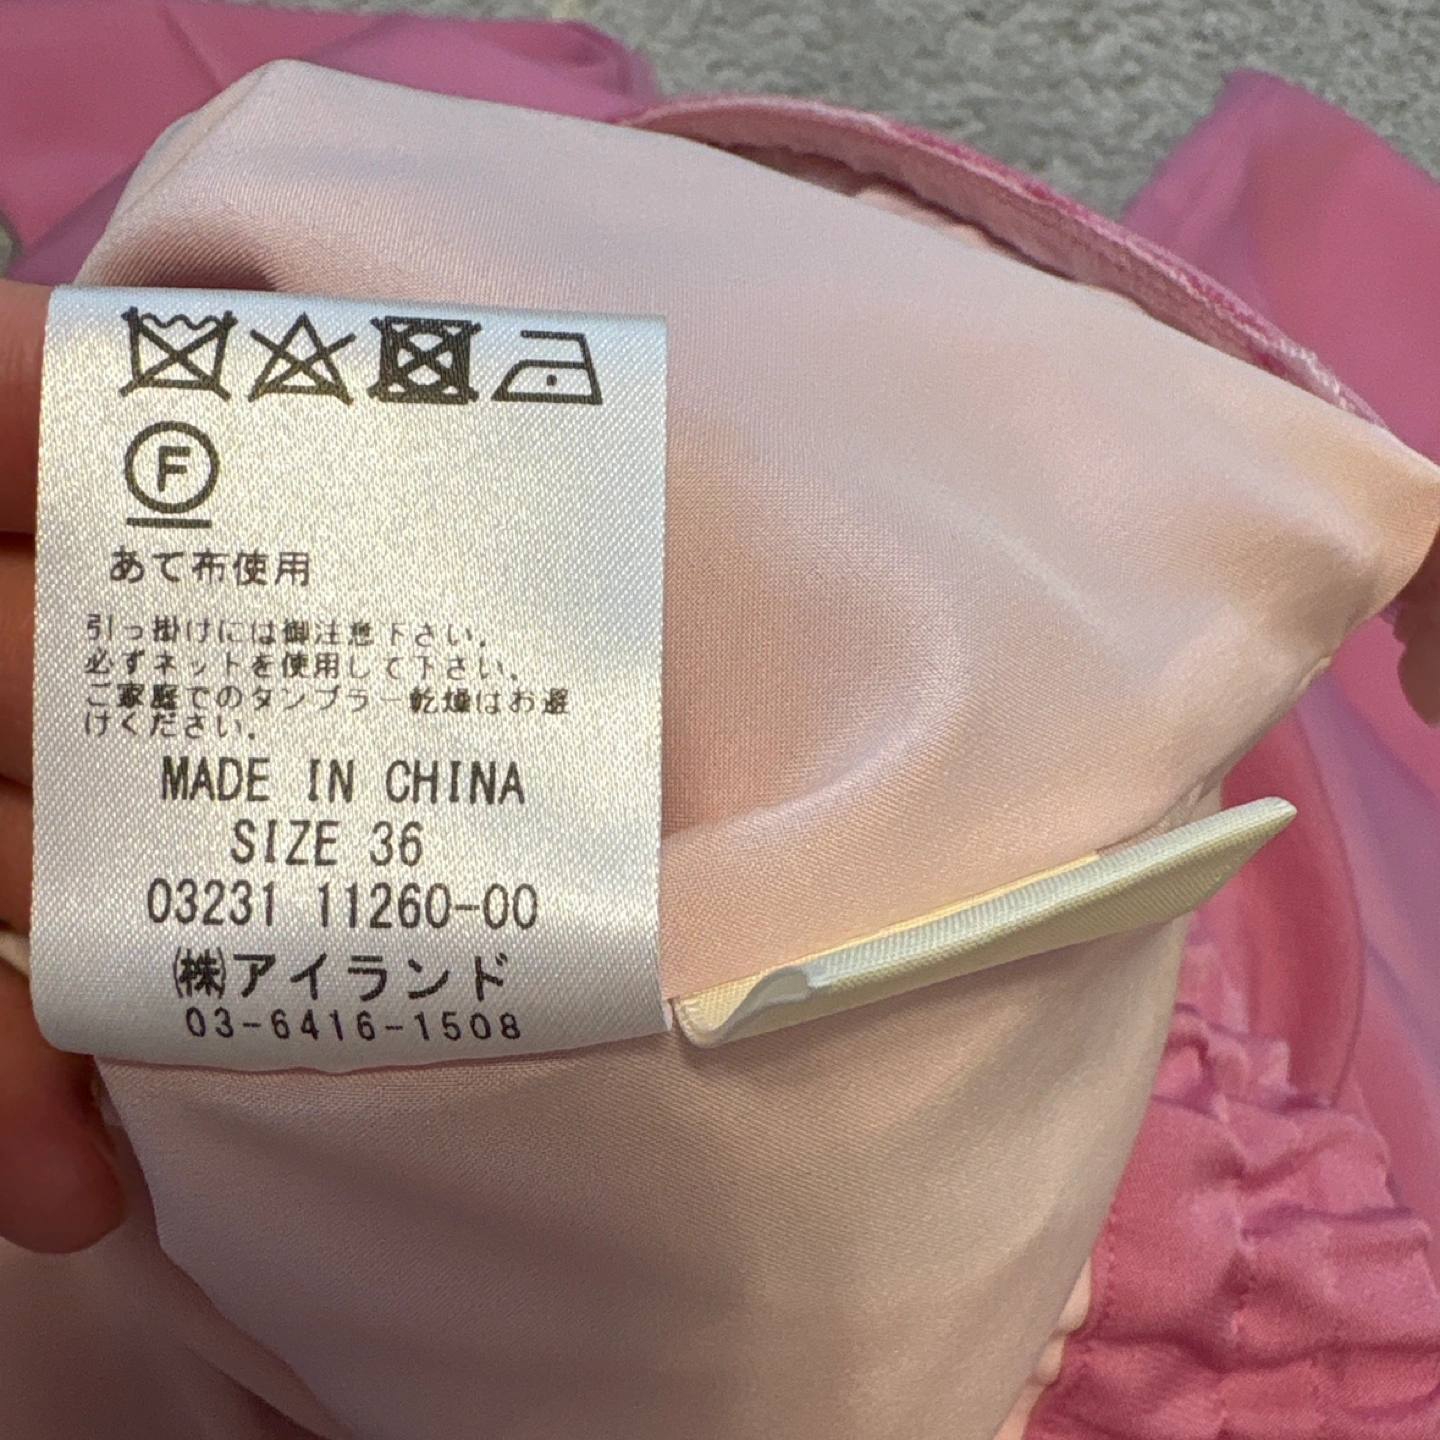 F
あて布使用
引っ掛けには御注意下さい。
必ずネットを使用して下さい。
ご家庭でのタンブラー乾燥はお避
けください。
MADE IN CHINA
SIZE 36
03231 11260-00
㈱アイランド
03-6416-1508